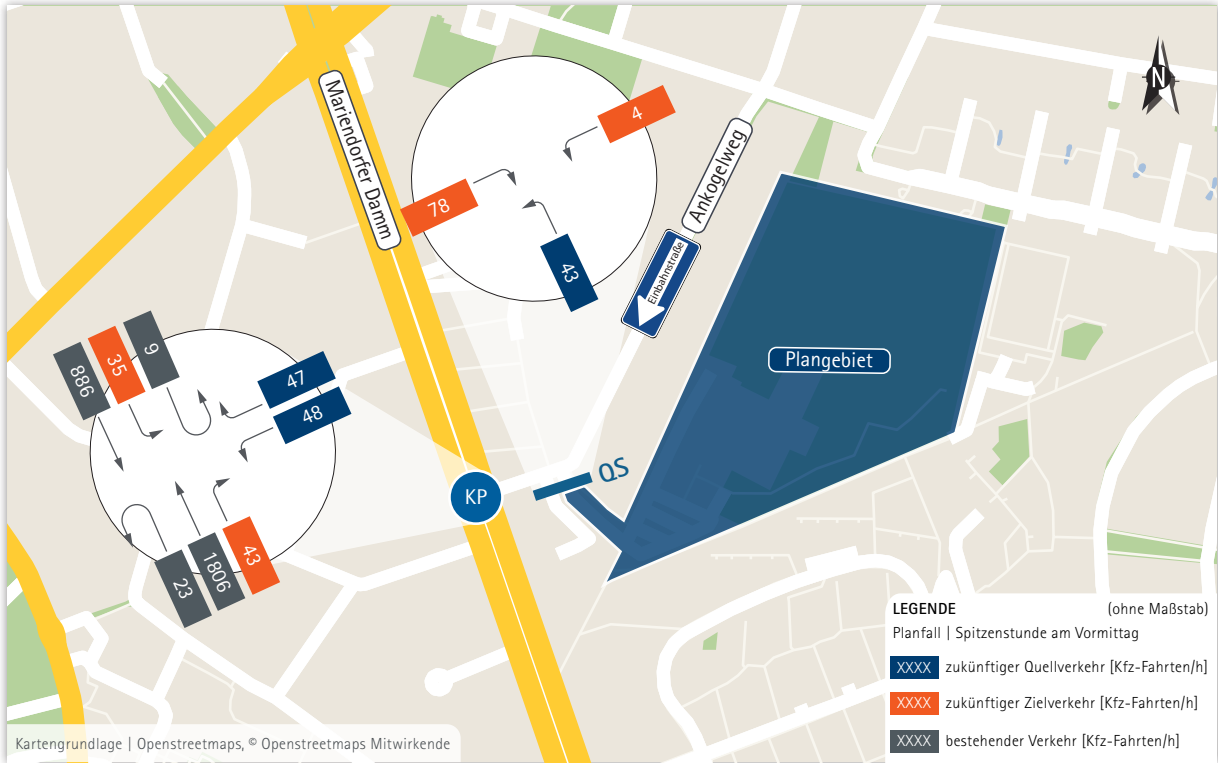 N
Mariendorfer Damm
4
78
43
Ankogelweg
Einbahnstraße
Plangebiet
886
35
9
47
48
QS
KP
23
1806
43
LEGENDE (ohne Maßstab)
Planfall | Spitzenstunde am Vormittag
XXXX zukünftiger Quellverkehr [Kfz-Fahrten/h]
XXXX zukünftiger Zielverkehr [Kfz-Fahrten/h]
XXXX bestehender Verkehr [Kfz-Fahrten/h]
Kartengrundlage | Openstreetmaps, © Openstreetmaps Mitwirkende